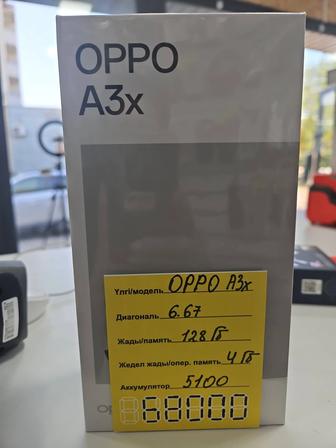 OPPO
A3x
Үлгі/модель OPPO A3x
Диагональ 6.67
Жады/память 128 Гб
Жедел жады/опер. память 4 Гб
Аккумулятор 5100
68000